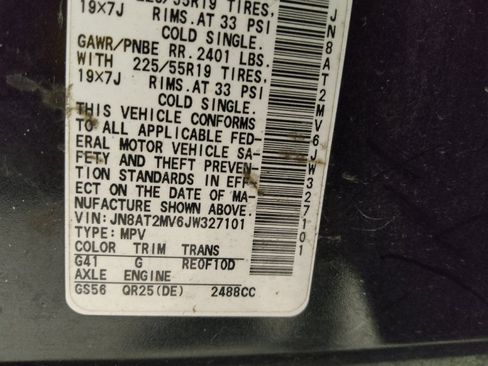 225/55R19 TIRES,
19X7J RIMS.AT 33 PSI
COLD SINGLE.
GAWR/PNBE RR. 2401 LBS.
WITH 225/55R19 TIRES,
19X7J RIMS.AT 33 PSI
COLD SINGLE.
THIS VEHICLE CONFORMS
TO ALL APPLICABLE FED-
ERAL MOTOR VEHICLE SA-
FETY AND THEFT PREVEN-
TION STANDARDS IN EFF-
ECT ON THE DATE OF MA-
NUFACTURE SHOWN ABOVE.
VIN: JN8AT2MV6JW327101
TYPE: MPV
COLOR TRIM TRANS
G41 G RE0F10D
AXLE ENGINE
GS56 QR25(DE) 2488CC
JN8AT2MV6JW327101